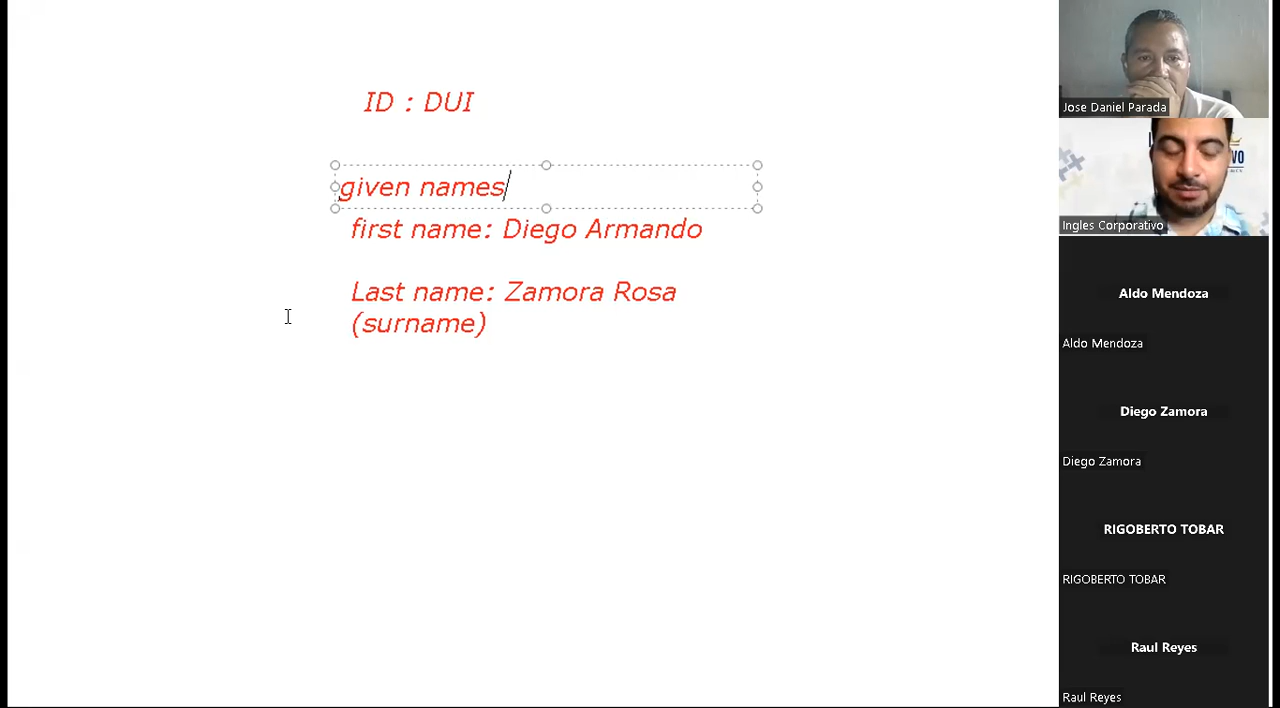 ID : DUI
given names
first name: Diego Armando
Last name: Zamora Rosa
(surname)
Jose Daniel Parada
Ingles Corporativo
Aldo Mendoza
Aldo Mendoza
Diego Zamora
Diego Zamora
RIGOBERTO TOBAR
RIGOBERTO TOBAR
Raul Reyes
Raul Reyes